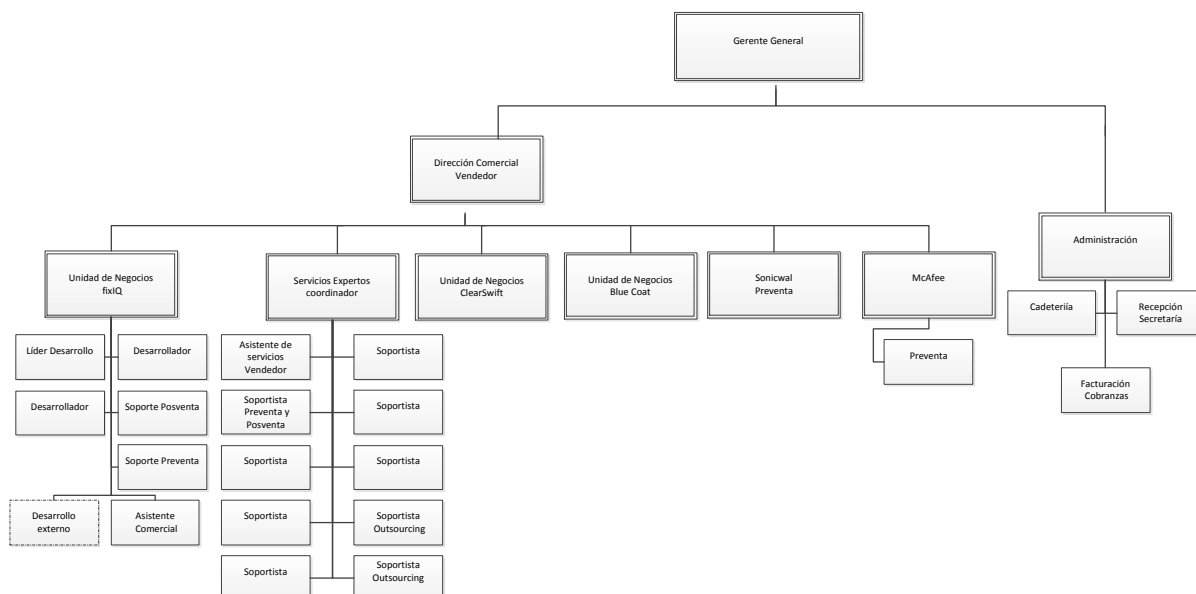 Gerente General
Dirección Comercial
Vendedor
Administración
Unidad de Negocios
fixIQ
Servicios Expertos
coordinador
Unidad de Negocios
ClearSwift
Unidad de Negocios
Blue Coat
Sonicwal
Preventa
McAfee
Cadeteriía
Recepción
Secretaría
Líder Desarrollo
Desarrollador
Asistente de
servicios
Vendedor
Soportista
Preventa
Facturación
Cobranzas
Desarrollador
Soporte Posventa
Soportista
Preventa y
Posventa
Soportista
Soporte Preventa
Soportista
Soportista
Desarrollo
externo
Asistente
Comercial
Soportista
Soportista
Outsourcing
Soportista
Soportista
Outsourcing